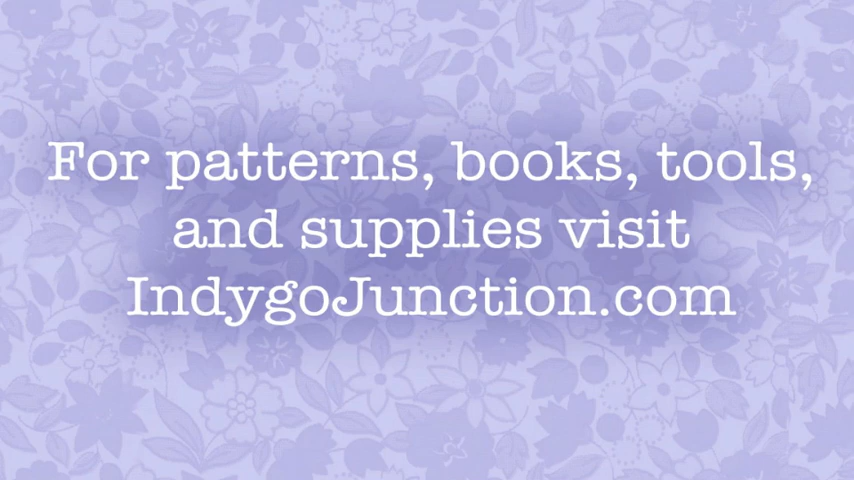 For patterns, books, tools,
and supplies visit
IndygoJunction.com